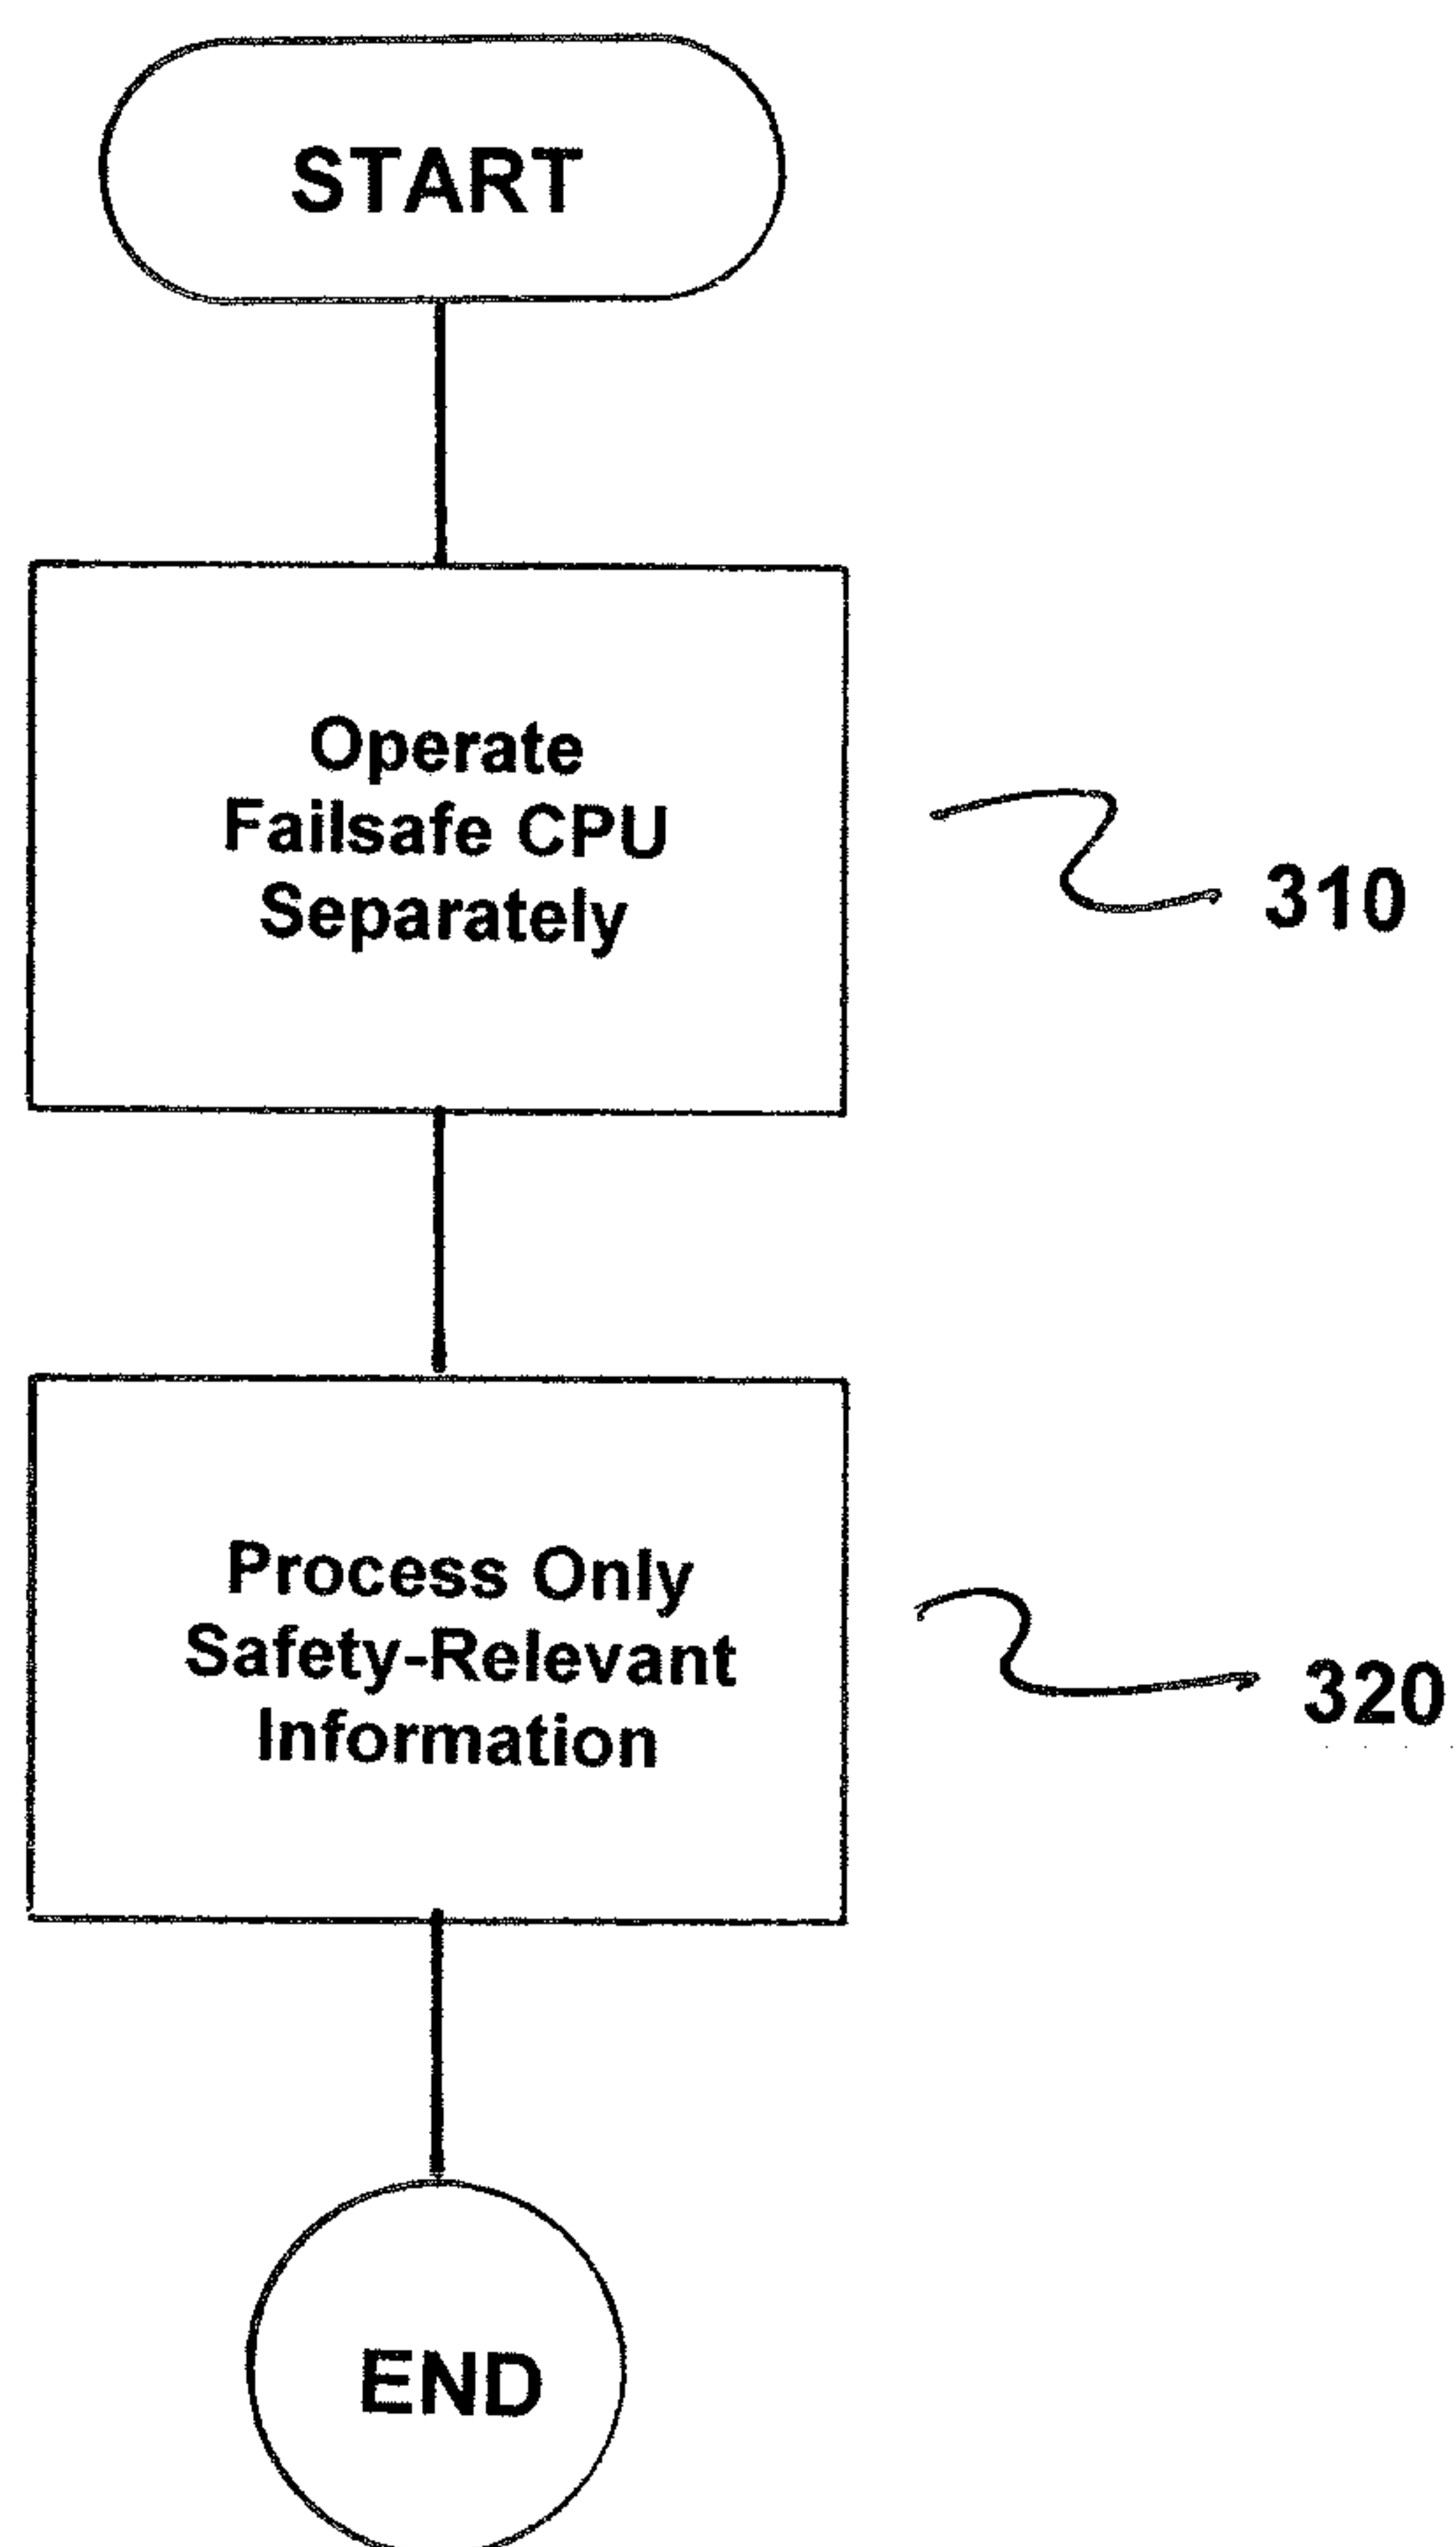 START
Operate
Failsafe CPU
Separately
310
Process Only
Safety-Relevant
Information
320
END